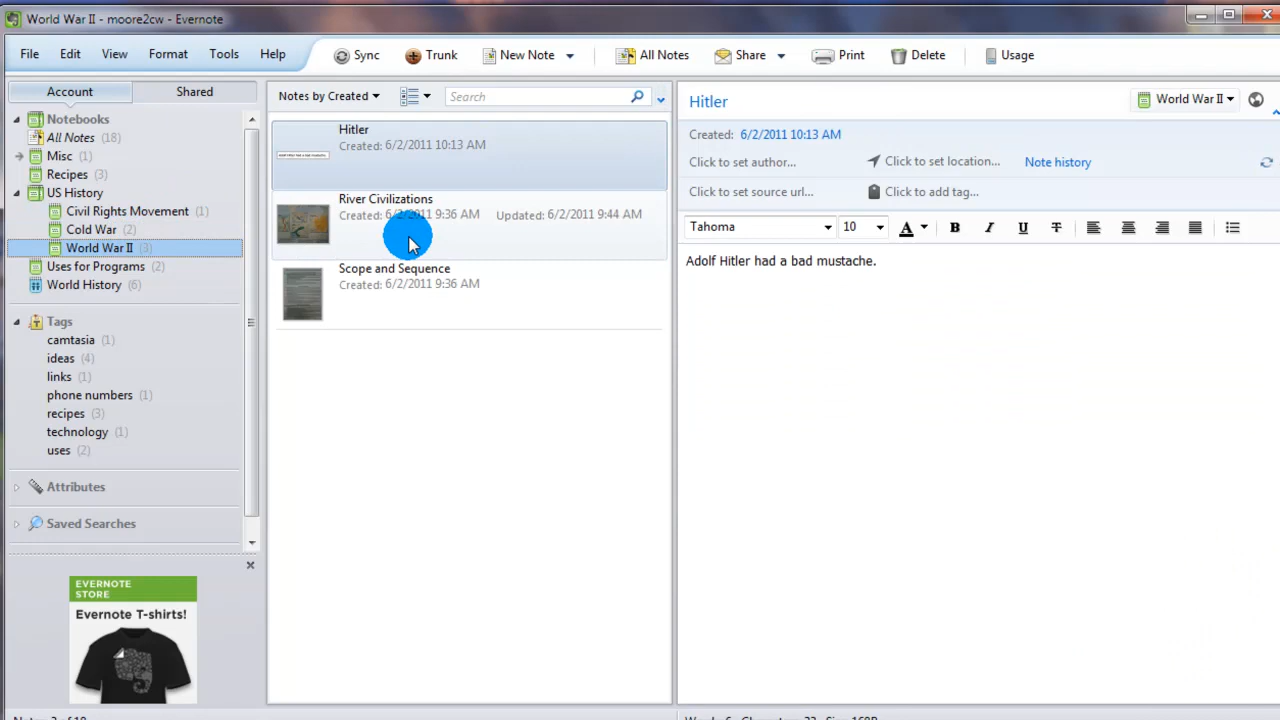 World War II - moore2cw - Evernote
File Edit View Format Tools Help
Sync Trunk New Note All Notes Share Print Delete Usage
Account Shared
Notebooks
All Notes (18)
Misc (1)
Recipes (3)
US History
Civil Rights Movement (1)
Cold War (2)
World War II (3)
Uses for Programs (2)
World History (6)
Tags
camtasia (1)
ideas (4)
links (1)
phone numbers (1)
recipes (3)
technology (1)
uses (2)
Attributes
Saved Searches
EVERNOTE
STORE
Evernote T-shirts!
Notes by Created Search
Hitler
Created: 6/2/2011 10:13 AM
River Civilizations
Created: 6/2/2011 9:36 AM Updated: 6/2/2011 9:44 AM
Scope and Sequence
Created: 6/2/2011 9:36 AM
Hitler World War II
Created: 6/2/2011 10:13 AM
Click to set author... Click to set location... Note history
Click to set source url... Click to add tag...
Tahoma 10 A B I U T
Adolf Hitler had a bad mustache.